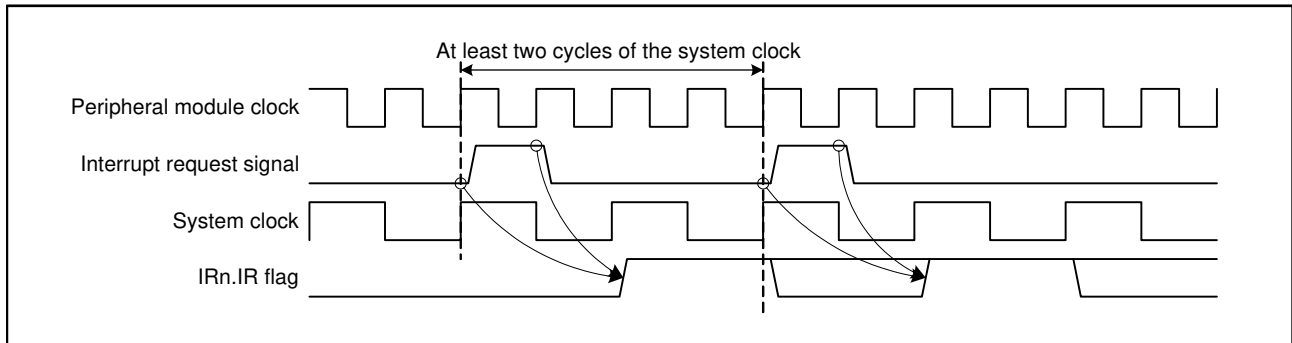 At least two cycles of the system clock
Peripheral module clock
Interrupt request signal
System clock
IRn.IR flag